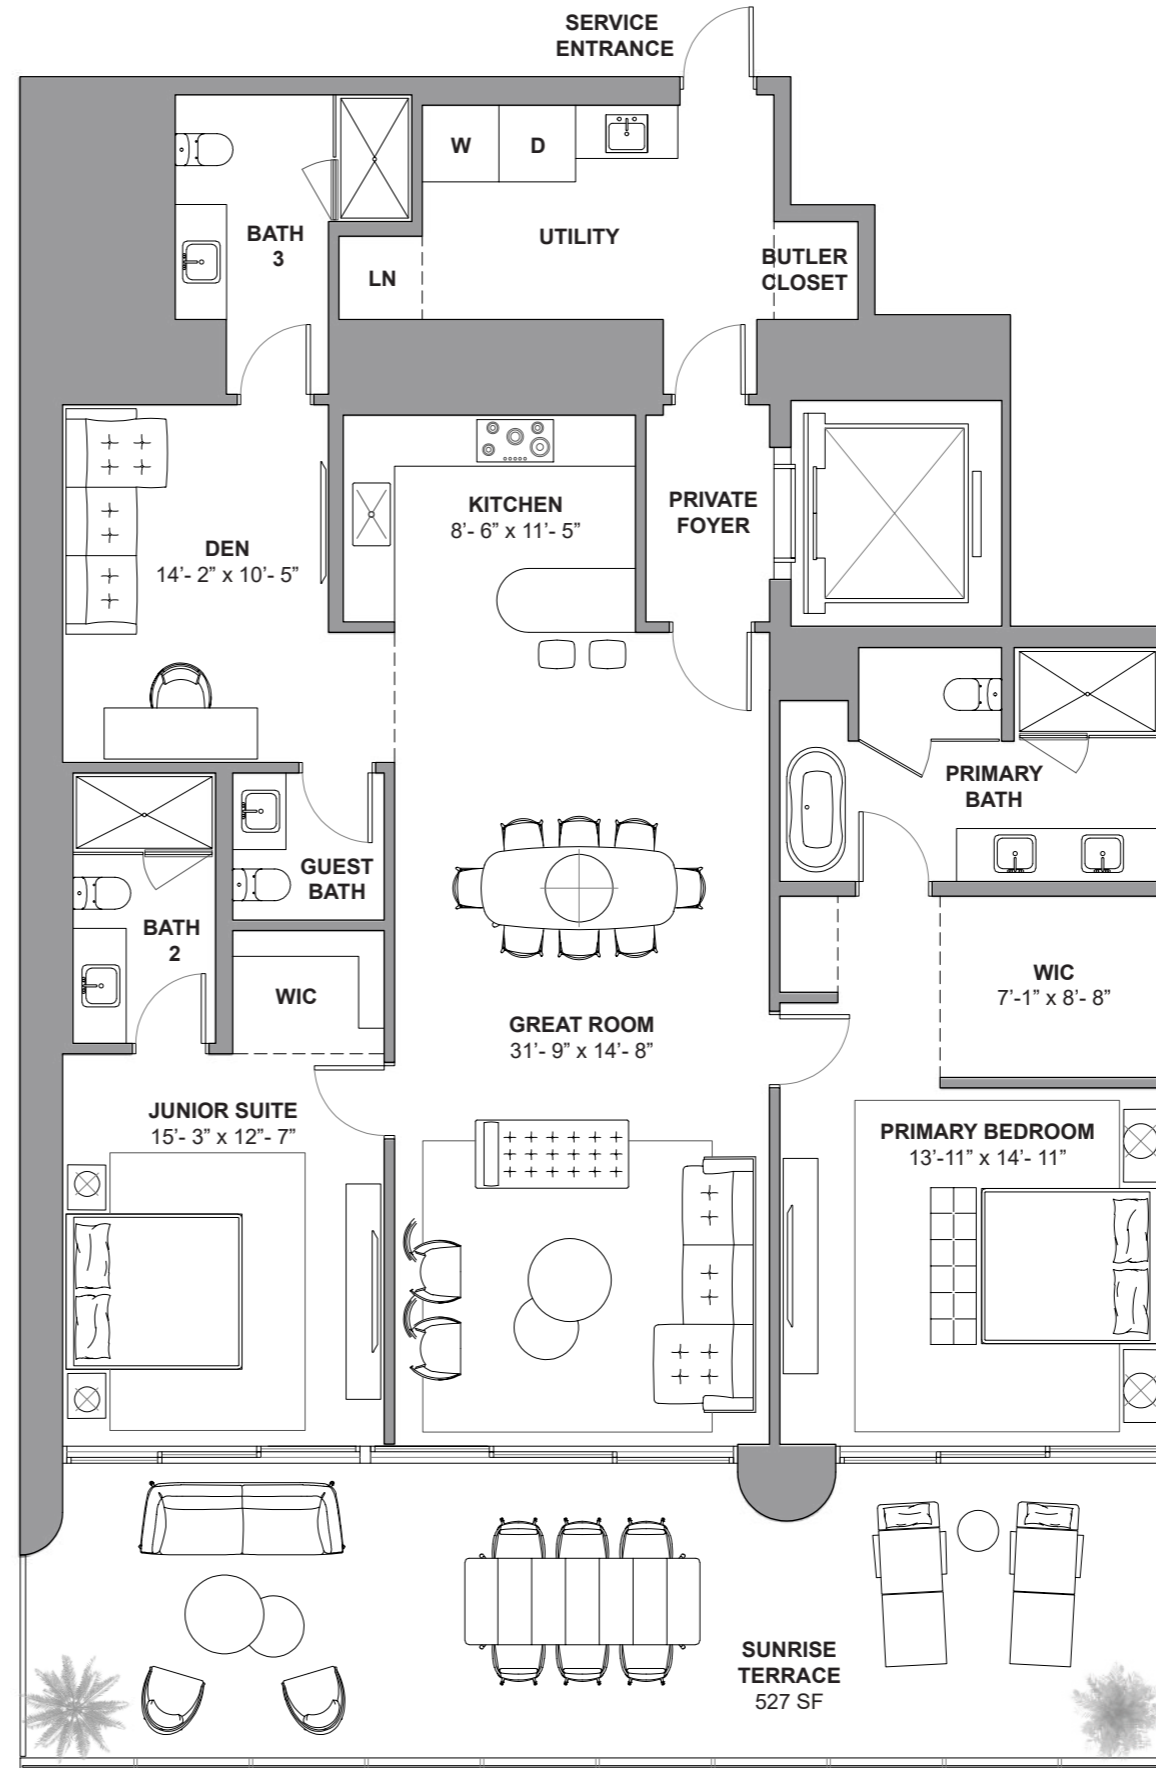 SERVICE
ENTRANCE
W
D
BATH
3
UTILITY
LN
BUTLER
CLOSET
KITCHEN
8’- 6” x 11’- 5”
PRIVATE
FOYER
DEN
14’- 2” x 10’- 5”
PRIMARY
BATH
GUEST
BATH
BATH
2
WIC
WIC
7’-1” x 8’- 8”
GREAT ROOM
31’- 9” x 14’- 8”
JUNIOR SUITE
15’- 3” x 12”- 7”
PRIMARY BEDROOM
13’-11” x 14’- 11”
SUNRISE
TERRACE
527 SF